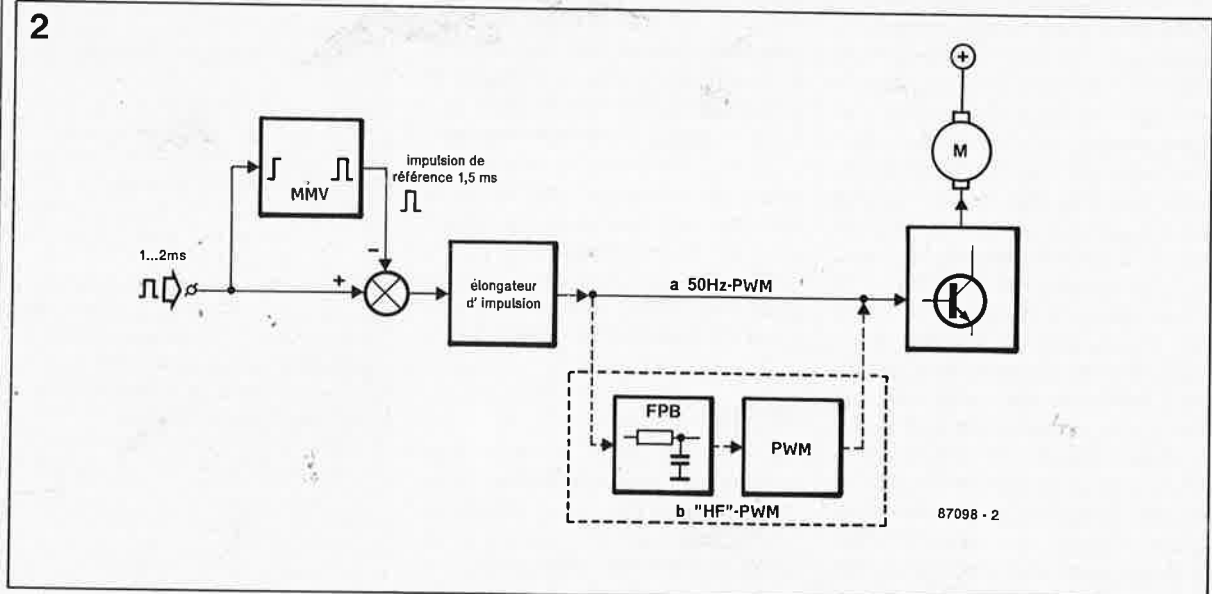 2
MMV
impulsion de
référence 1,5 ms
1...2ms
-
+
élongateur
d' impulsion
a 50Hz-PWM
+
M
FPB
PWM
b "HF"-PWM
87098 - 2